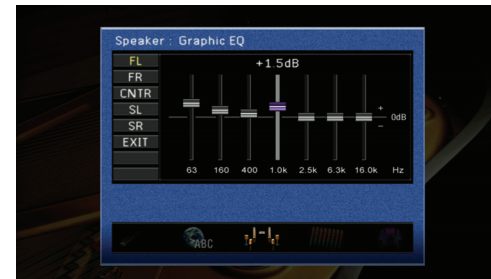 Speaker : Graphic EQ
FL
FR
CNTR
SL
SR
EXIT
+1.5dB
+
0dB
−
63 160 400 1.0k 2.5k 6.3k 16.0k Hz
ABC